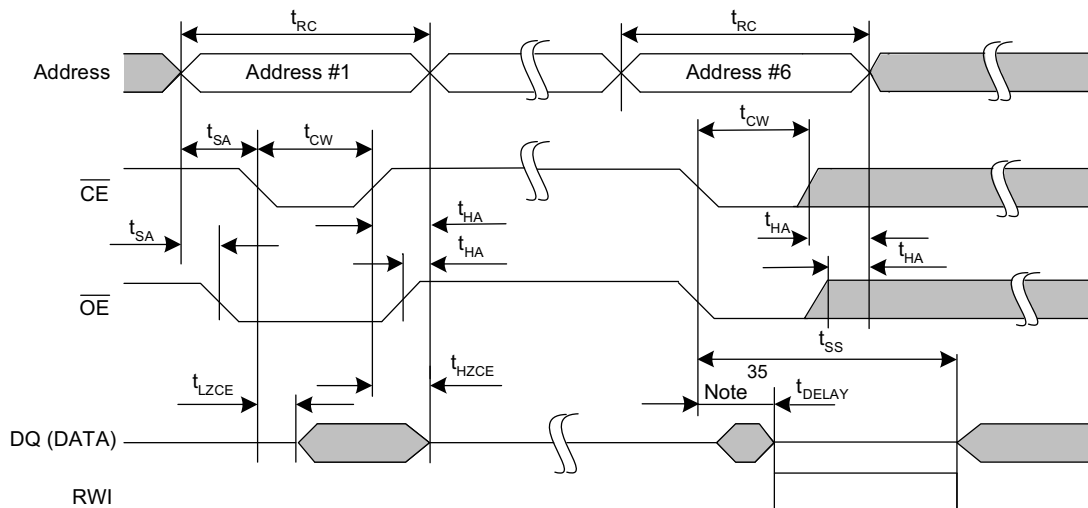 tRC tRC
Address Address #1 Address #6
tCW
tSA tCW
CE
tHA
tSA tHA
tHA tHA
OE
tSS
35
tLZCE tHZCE Note tDELAY
DQ (DATA)
RWI